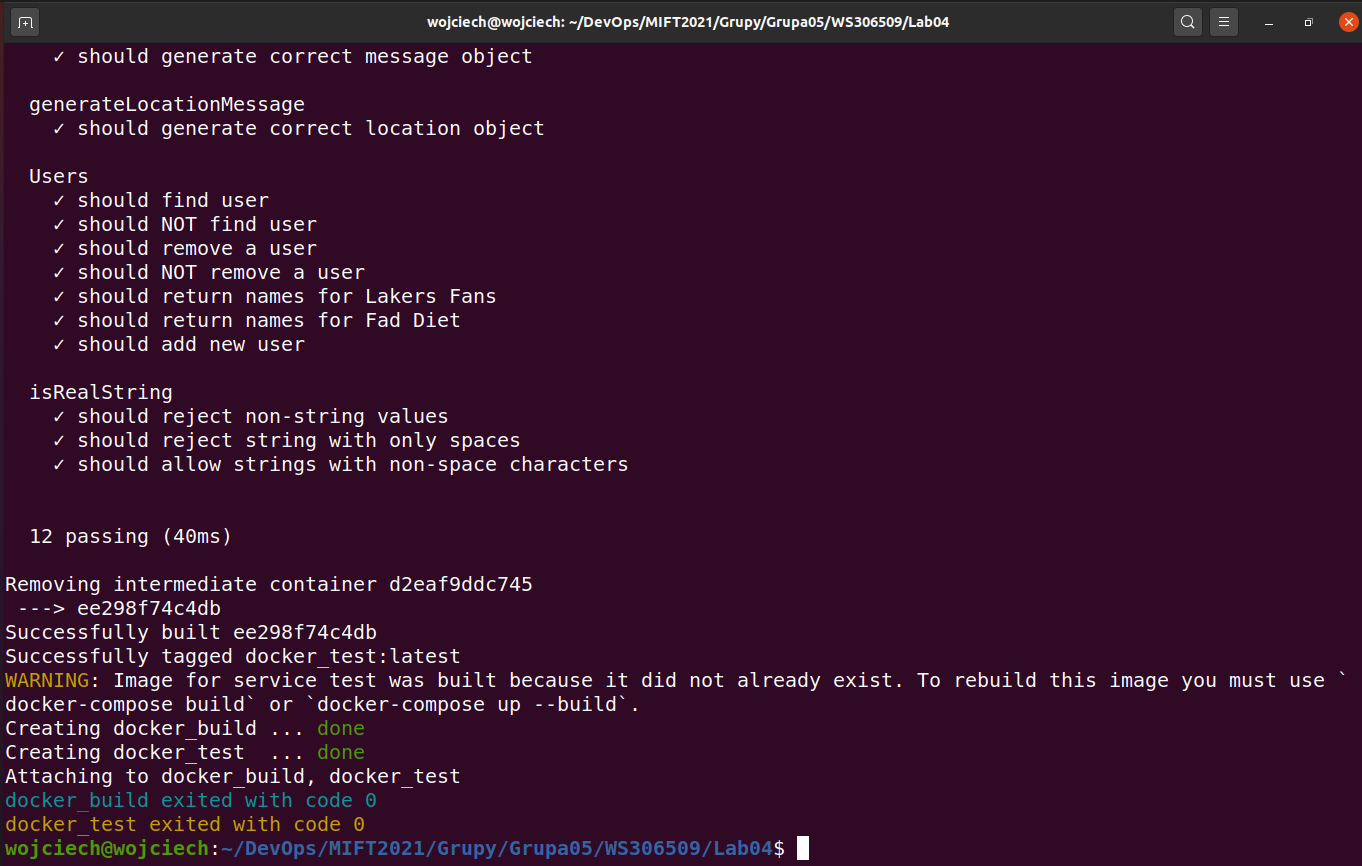 wojciech@wojciech: ~/DevOps/MIFT2021/Grupy/Grupa05/WS306509/Lab04
✓ should generate correct message object
generateLocationMessage
✓ should generate correct location object
Users
✓ should find user
✓ should NOT find user
✓ should remove a user
✓ should NOT remove a user
✓ should return names for Lakers Fans
✓ should return names for Fad Diet
✓ should add new user
isRealString
✓ should reject non-string values
✓ should reject string with only spaces
✓ should allow strings with non-space characters
12 passing (40ms)
Removing intermediate container d2eaf9ddc745
---> ee298f74c4db
Successfully built ee298f74c4db
Successfully tagged docker_test:latest
WARNING: Image for service test was built because it did not already exist. To rebuild this image you must use `
docker-compose build` or `docker-compose up --build`.
Creating docker_build ... done
Creating docker_test  ... done
Attaching to docker_build, docker_test
docker_build exited with code 0
docker_test exited with code 0
wojciech@wojciech:~/DevOps/MIFT2021/Grupy/Grupa05/WS306509/Lab04$